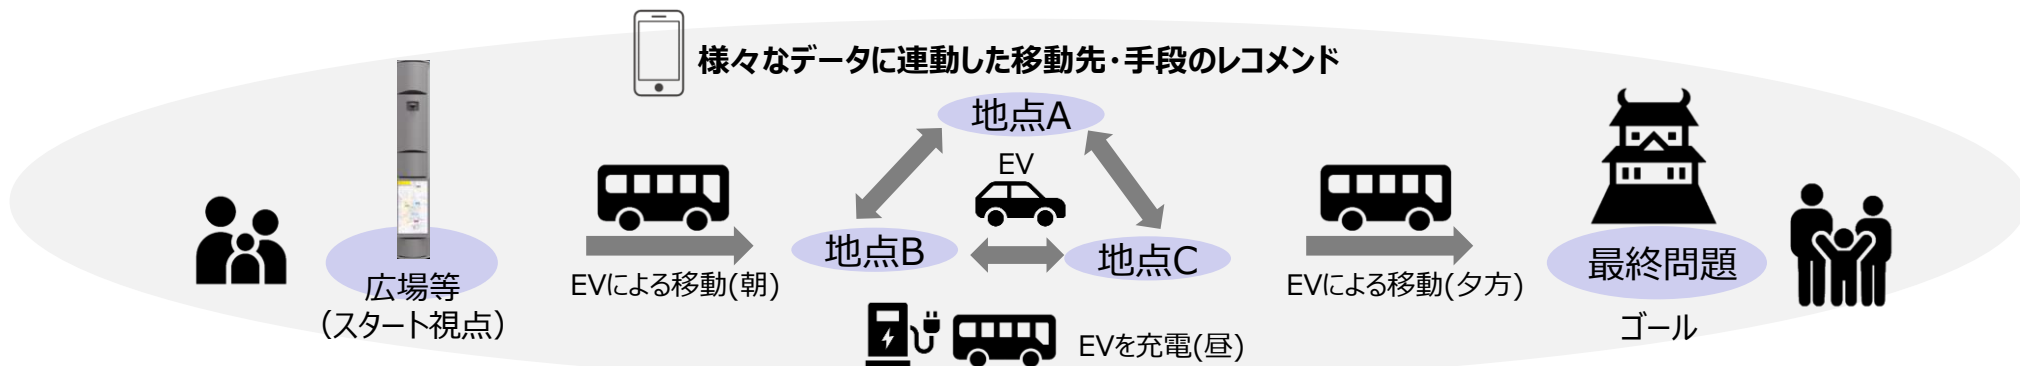 様々なデータに連動した移動先・手段のレコメンド
地点A
EV
地点B
地点C
広場等
（スタート視点）
EVによる移動(朝)
EVを充電(昼)
EVによる移動(夕方)
最終問題
ゴール